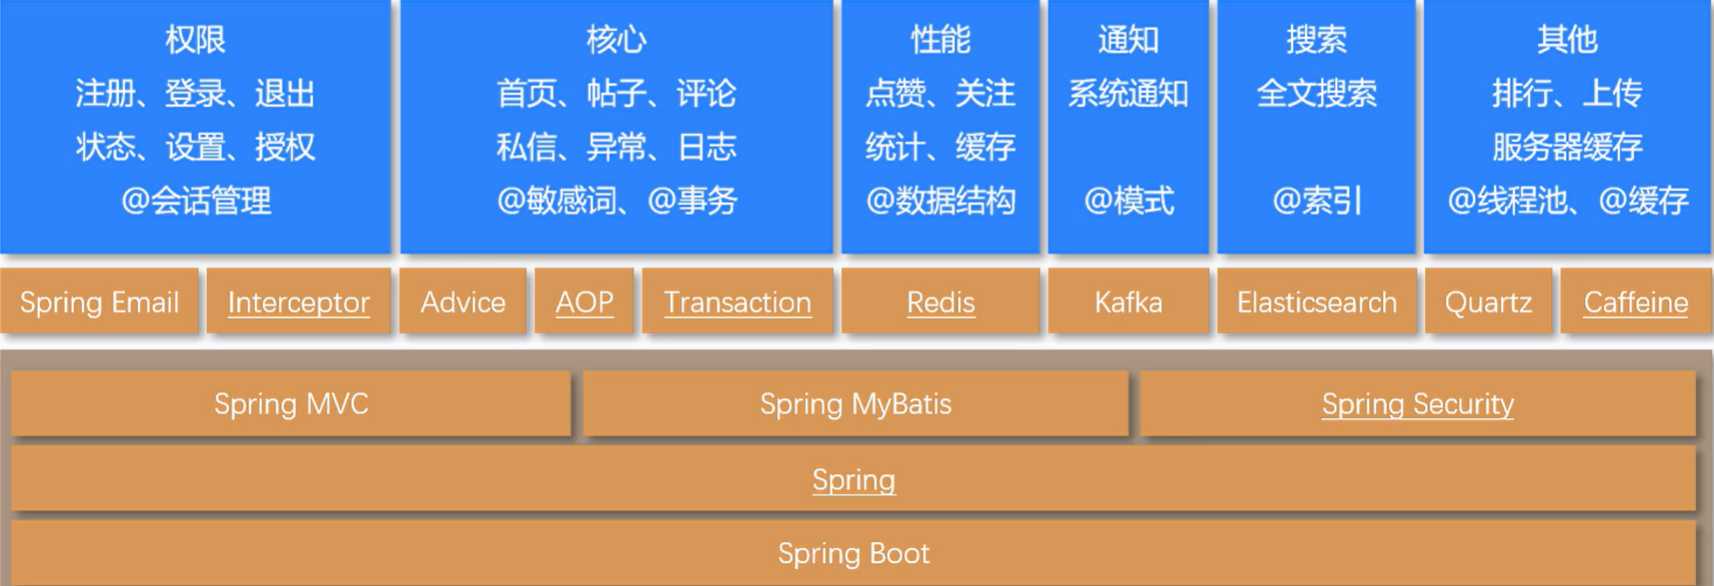 权限
注册、登录、退出
状态、设置、授权
@会话管理
核心
首页、帖子、评论
私信、异常、日志
@敏感词、@事务
性能
点赞、关注
统计、缓存
@数据结构
通知
系统通知
@模式
搜索
全文搜索
@索引
其他
排行、上传
服务器缓存
@线程池、@缓存
Spring Email
Interceptor
Advice
AOP
Transaction
Redis
Kafka
Elasticsearch
Quartz
Caffeine
Spring MVC
Spring MyBatis
Spring Security
Spring
Spring Boot